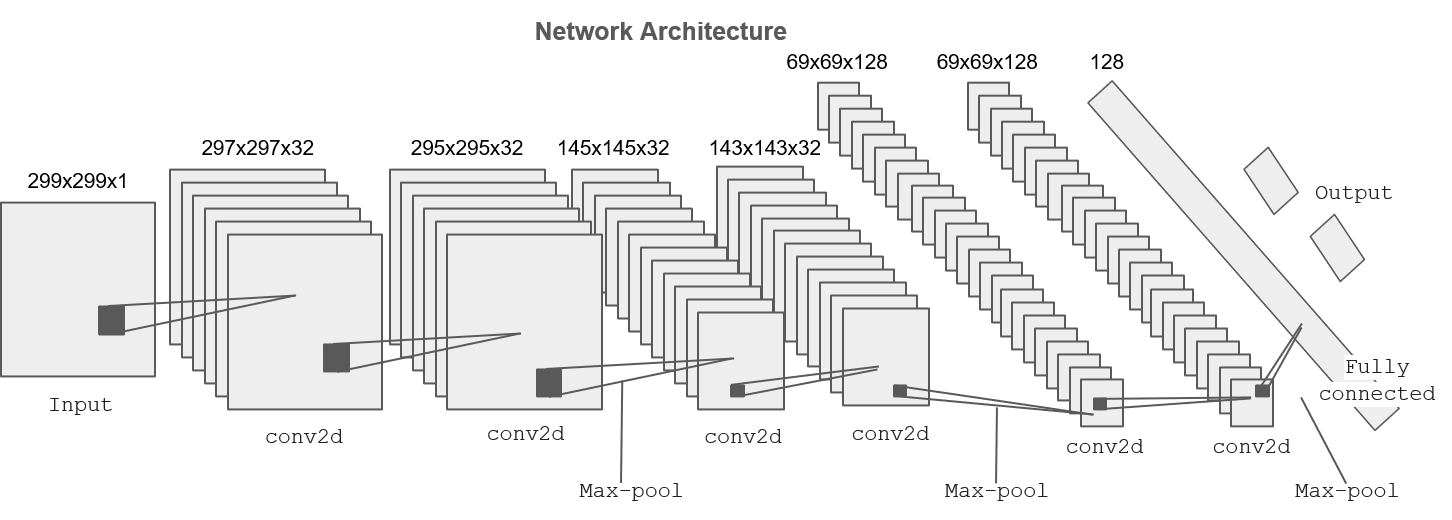 Network Architecture
69x69x128
69x69x128
128
297x297x32
295x295x32
145x145x32
143x143x32
299x299x1
Output
Input
Fully
connected
conv2d
conv2d
conv2d
conv2d
conv2d
conv2d
Max-pool
Max-pool
Max-pool